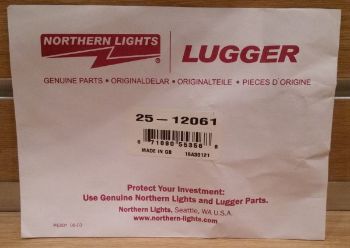 NORTHERN LIGHTS®
LUGGER
GENUINE PARTS • ORIGINALDELAR • ORIGINALTEILE • PIECES D'ORIGINE
25-12061
MADE IN GB
Protect Your Investment:
Use Genuine Northern Lights and Lugger Parts.
Northern Lights, Seattle, WA U.S.A.
www.northern-lights.com